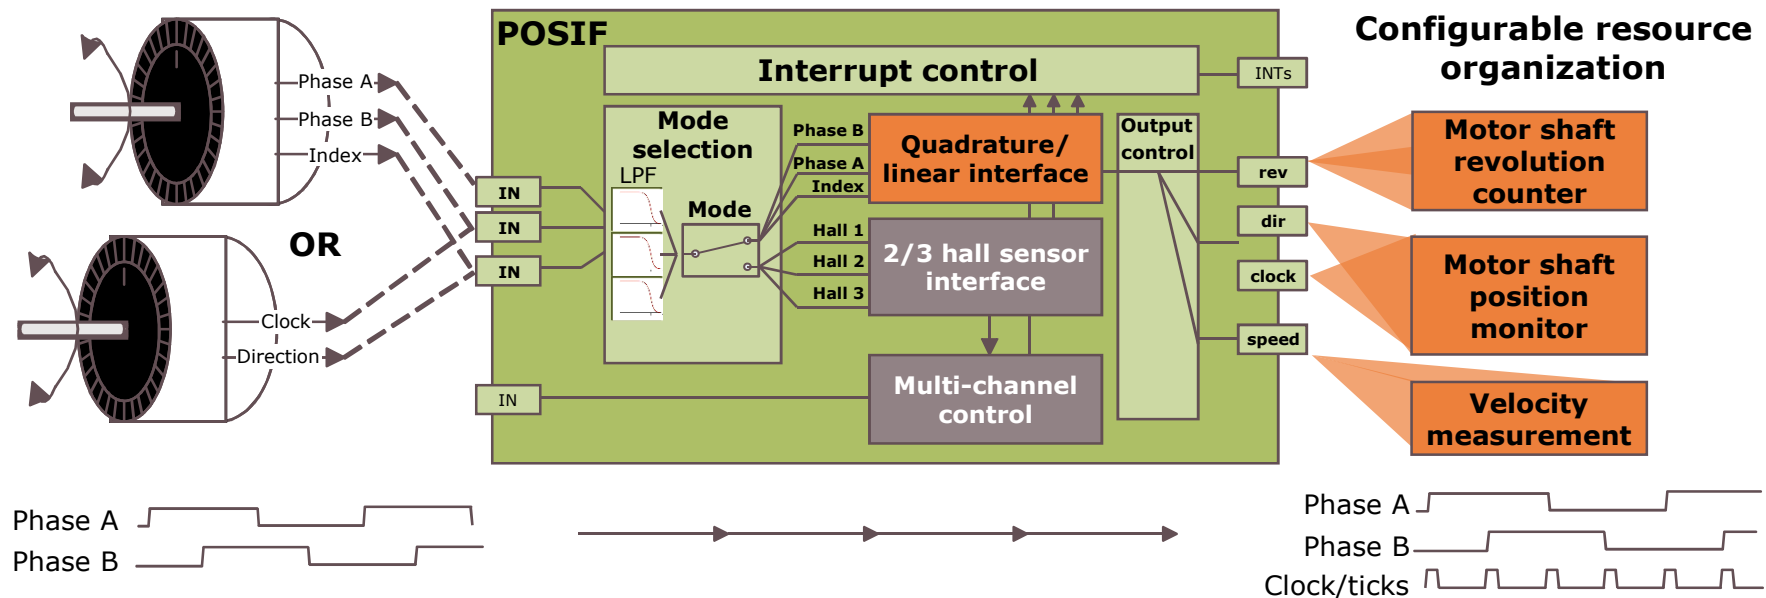 POSIF
Configurable resource
organization
Interrupt control
INTs
Phase A
Phase B
Index
OR
Clock
Direction
IN
IN
IN
IN
Mode
selection
LPF
Mode
Phase B
Phase A
Index
Hall 1
Hall 2
Hall 3
Quadrature/
linear interface
2/3 hall sensor
interface
Multi-channel
control
Output
control
rev
dir
clock
speed
Motor shaft
revolution
counter
Motor shaft
position
monitor
Velocity
measurement
Phase A
Phase B
Phase A
Phase B
Clock/ticks